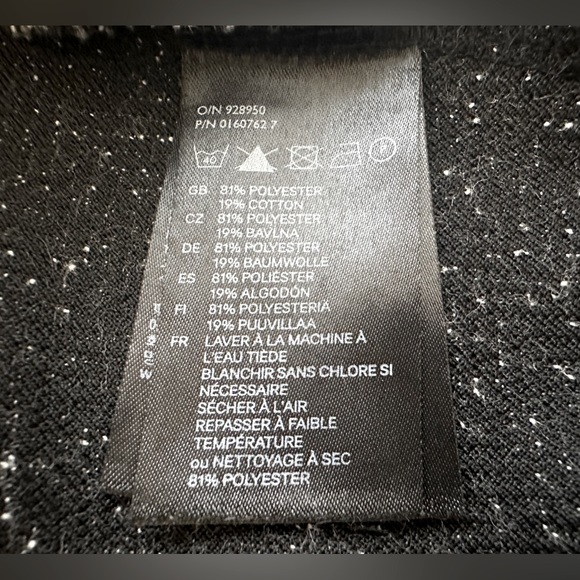 O/N 928950
P/N 0160762 7
40 P
GB 81% POLYESTER
19% COTTON
CZ 81% POLYESTER
19% BAVLNA
DE 81% POLYESTER
19% BAUMWOLLE
ES 81% POLIÉSTER
19% ALGODÓN
FI 81% POLYESTERIÄ
19% PUUVILLAA
FR LAVER À LA MACHINE À
L'EAU TIÈDE
BLANCHIR SANS CHLORE SI
NÉCESSAIRE
SÉCHER À L'AIR
REPASSER À FAIBLE
TEMPÉRATURE
ou NETTOYAGE À SEC
81% POLYESTER